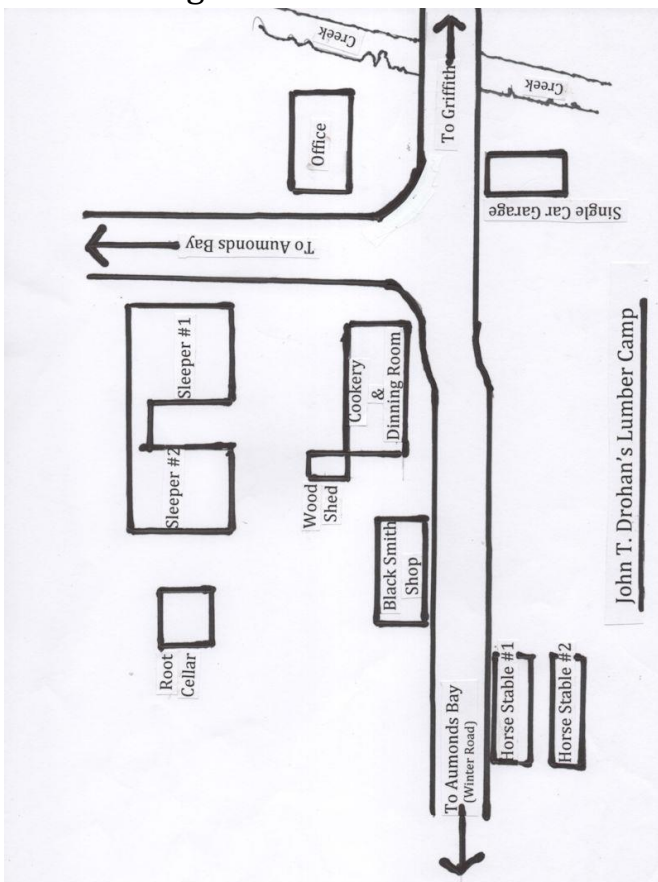 Creek
Creek
To Griffith
Office
Single Car Garage
To Aumonds Bay
Sleeper #1
Sleeper #2
Cookery
&
Dinning Room
Wood
Shed
Black Smith
Shop
Root
Cellar
Horse Stable #1
Horse Stable #2
To Aumonds Bay
(Winter Road)
John T. Drohan's Lumber Camp